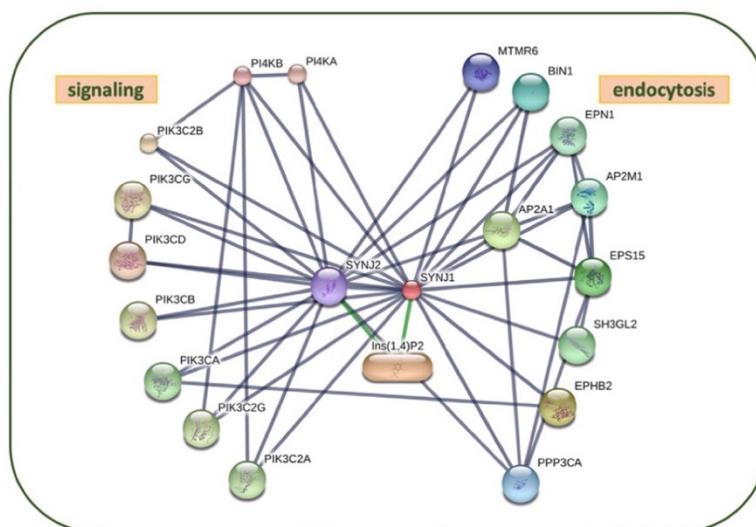 signaling
endocytosis
PI4KB
PI4KA
MTMR6
BIN1
PIK3C2B
EPN1
PIK3CG
AP2M1
AP2A1
PIK3CD
SYNJ2
SYNJ1
EPS15
PIK3CB
SH3GL2
Ins(1,4)P2
PIK3CA
EPHB2
PIK3C2G
PIK3C2A
PPP3CA